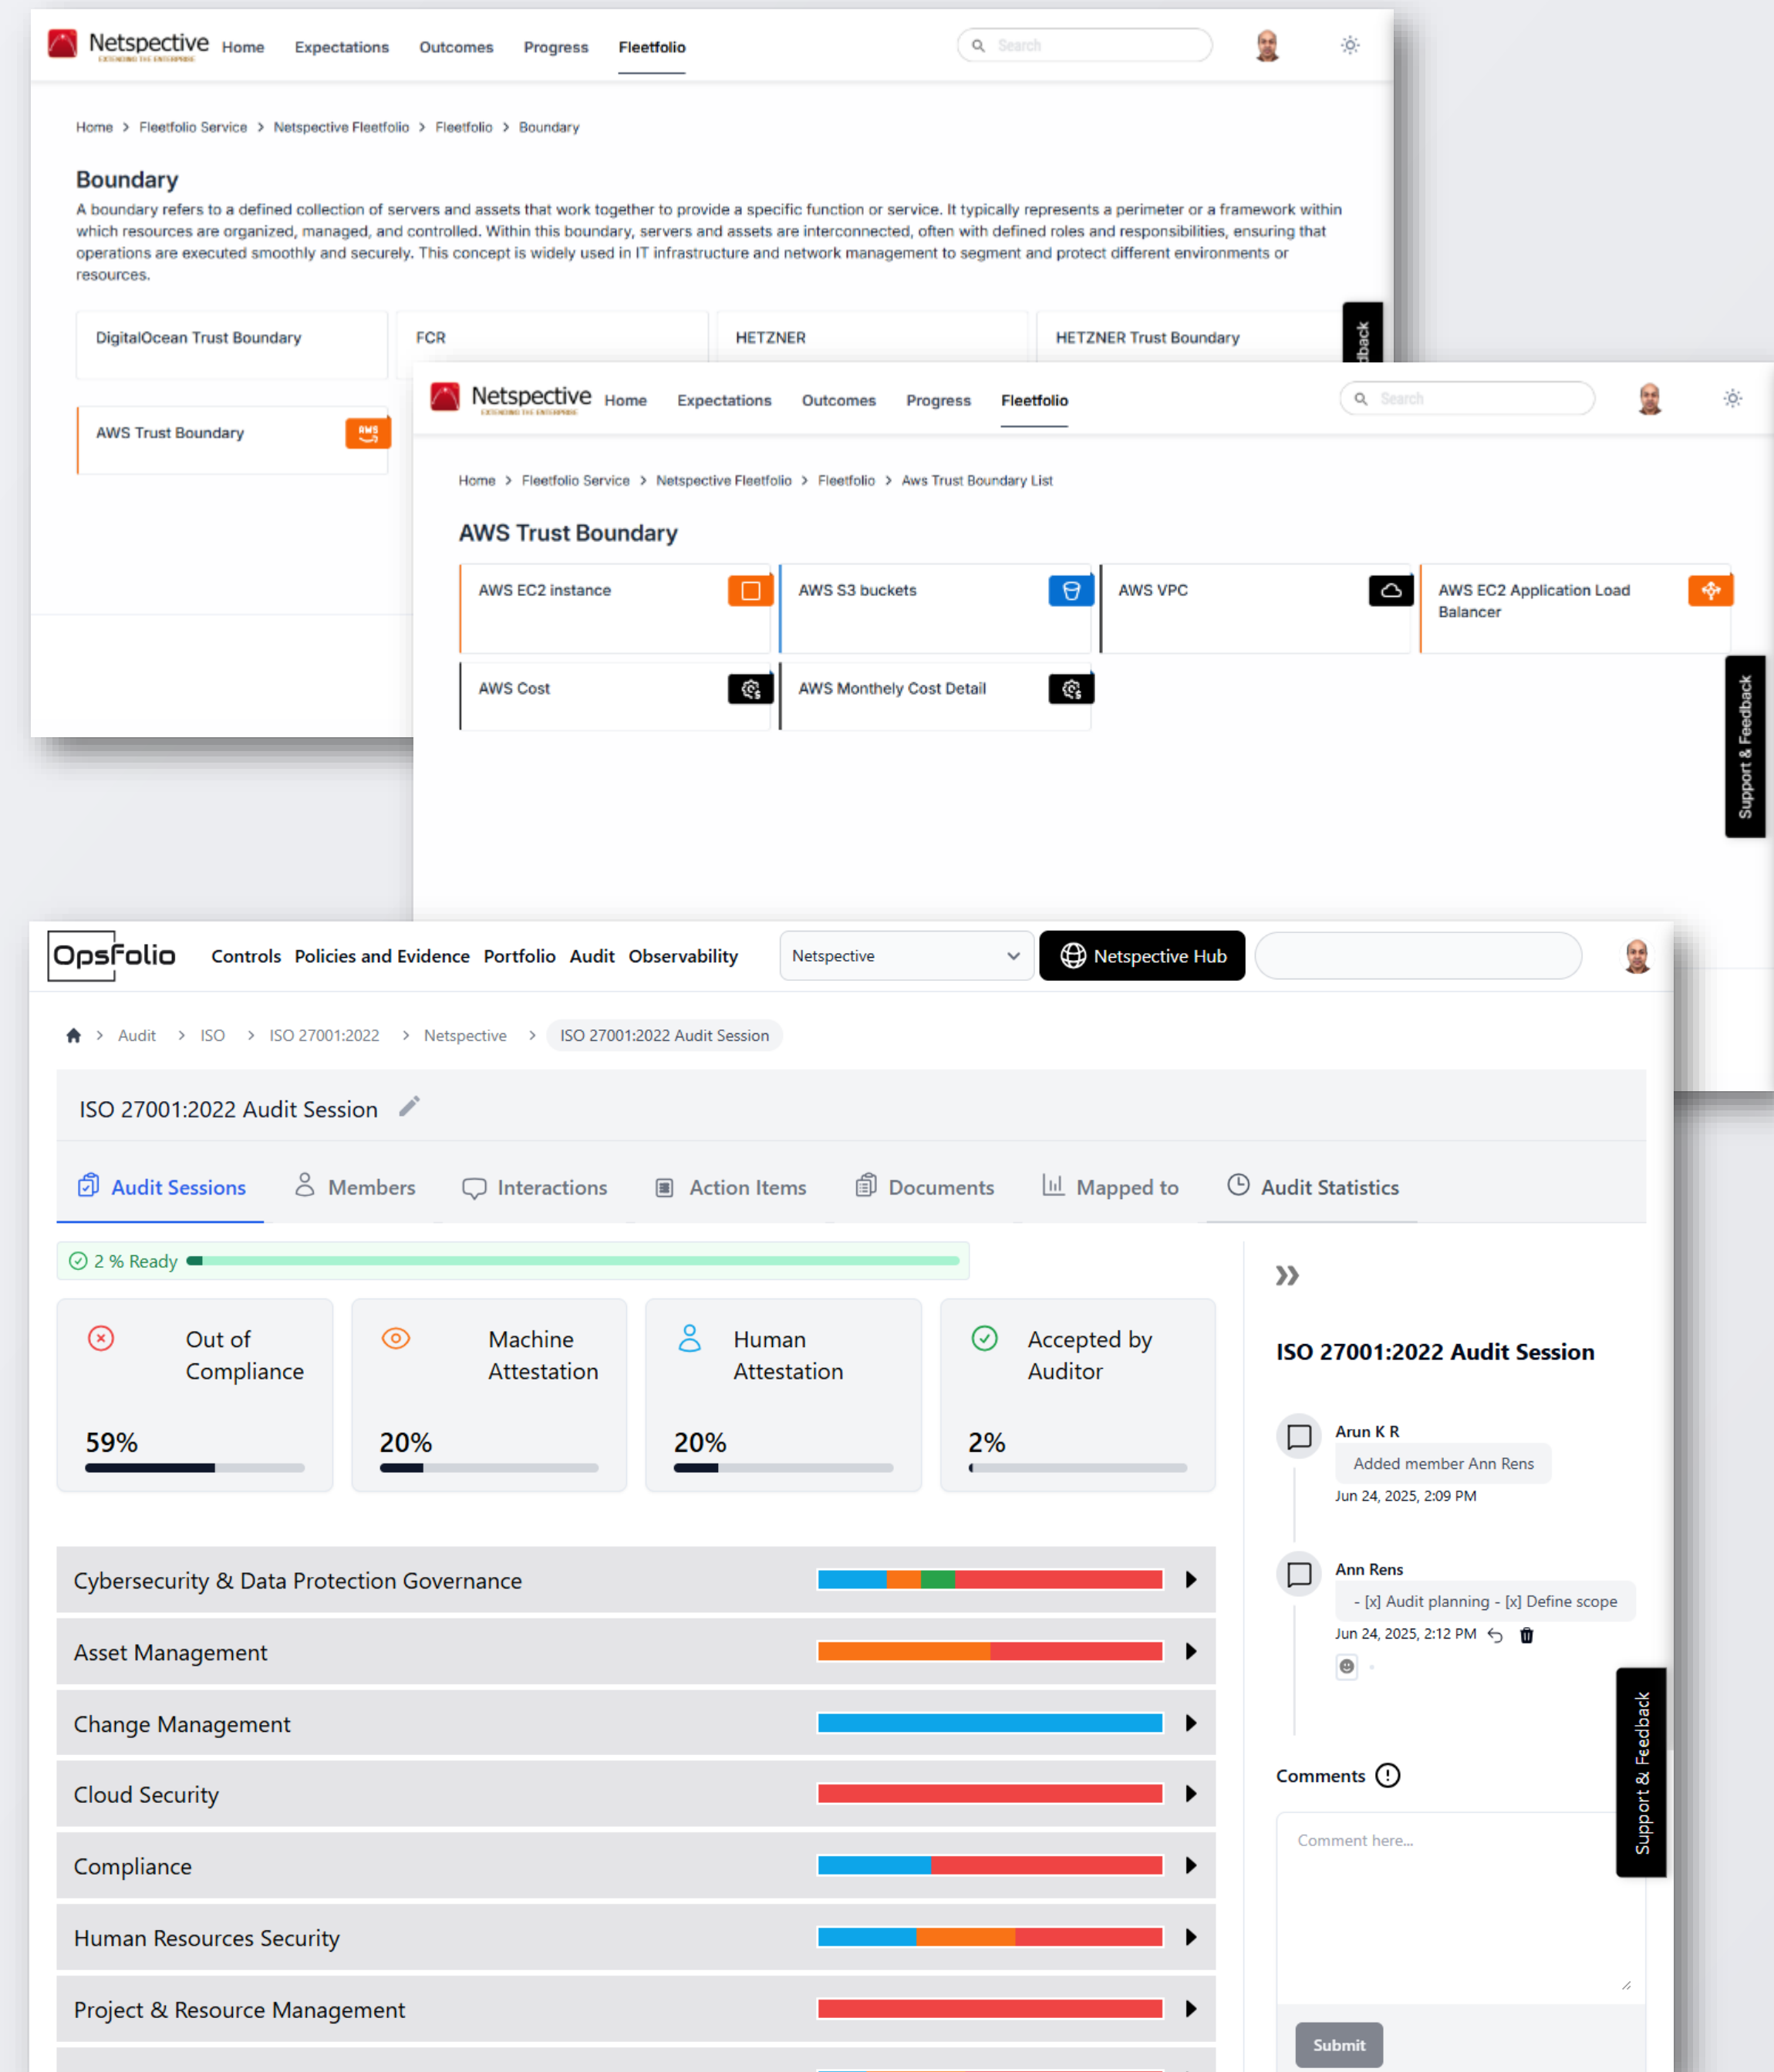 Netspective
EXTENDING THE ENTERPRISE
Home Expectations Outcomes Progress Fleetfolio
Search
Home > Fleetfolio Service > Netspective Fleetfolio > Fleetfolio > Boundary
Boundary
A boundary refers to a defined collection of servers and assets that work together to provide a specific function or service. It typically represents a perimeter or a framework within
which resources are organized, managed, and controlled. Within this boundary, servers and assets are interconnected, often with defined roles and responsibilities, ensuring that
operations are executed smoothly and securely. This concept is widely used in IT infrastructure and network management to segment and protect different environments or
resources.
DigitalOcean Trust Boundary
FCR
HETZNER
HETZNER Trust Boundary
AWS Trust Boundary
AWS
Netspective
EXTENDING THE ENTERPRISE
Home Expectations Outcomes Progress Fleetfolio
Search
Home > Fleetfolio Service > Netspective Fleetfolio > Fleetfolio > Aws Trust Boundary List
AWS Trust Boundary
AWS EC2 instance
AWS S3 buckets
AWS VPC
AWS EC2 Application Load
Balancer
AWS Cost
AWS Monthely Cost Detail
Support & Feedback
Opsfolio
Controls Policies and Evidence Portfolio Audit Observability
Netspective
Netspective Hub
> Audit > ISO > ISO 27001:2022 > Netspective > ISO 27001:2022 Audit Session
ISO 27001:2022 Audit Session
Audit Sessions
Members
Interactions
Action Items
Documents
Mapped to
Audit Statistics
2 % Ready
Out of
Compliance
59%
Machine
Attestation
20%
Human
Attestation
20%
Accepted by
Auditor
2%
Cybersecurity & Data Protection Governance
Asset Management
Change Management
Cloud Security
Compliance
Human Resources Security
Project & Resource Management
ISO 27001:2022 Audit Session
Arun K R
Added member Ann Rens
Jun 24, 2025, 2:09 PM
Ann Rens
- [x] Audit planning - [x] Define scope
Jun 24, 2025, 2:12 PM
Comments
Comment here...
Submit
Support & Feedback